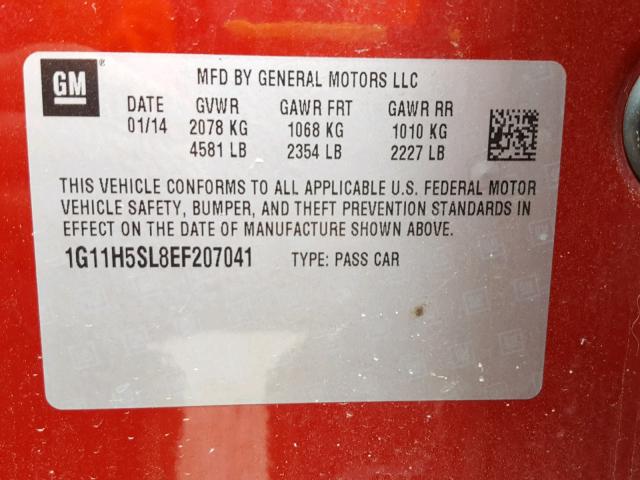 GM
MFD BY GENERAL MOTORS LLC
DATE GVWR GAWR FRT GAWR RR
01/14 2078 KG 1068 KG 1010 KG
4581 LB 2354 LB 2227 LB
THIS VEHICLE CONFORMS TO ALL APPLICABLE U.S. FEDERAL MOTOR
VEHICLE SAFETY, BUMPER, AND THEFT PREVENTION STANDARDS IN
EFFECT ON THE DATE OF MANUFACTURE SHOWN ABOVE.
1G11H5SL8EF207041 TYPE: PASS CAR